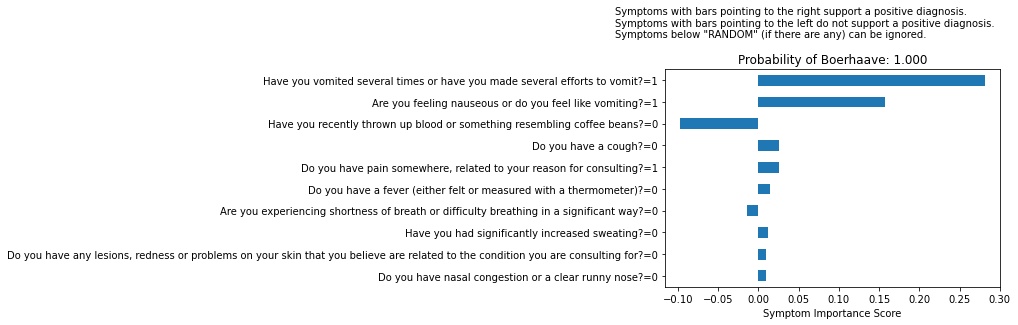 Symptoms with bars pointing to the right support a positive diagnosis.
Symptoms with bars pointing to the left do not support a positive diagnosis.
Symptoms below "RANDOM" (if there are any) can be ignored.
Probability of Boerhaave: 1.000
Have you vomited several times or have you made several efforts to vomit?=1
Are you feeling nauseous or do you feel like vomiting?=1
Have you recently thrown up blood or something resembling coffee beans?=0
Do you have a cough?=0
Do you have pain somewhere, related to your reason for consulting?=1
Do you have a fever (either felt or measured with a thermometer)?=0
Are you experiencing shortness of breath or difficulty breathing in a significant way?=0
Have you had significantly increased sweating?=0
Do you have any lesions, redness or problems on your skin that you believe are related to the condition you are consulting for?=0
Do you have nasal congestion or a clear runny nose?=0
−0.10 −0.05 0.00 0.05 0.10 0.15 0.20 0.25 0.30
Symptom Importance Score